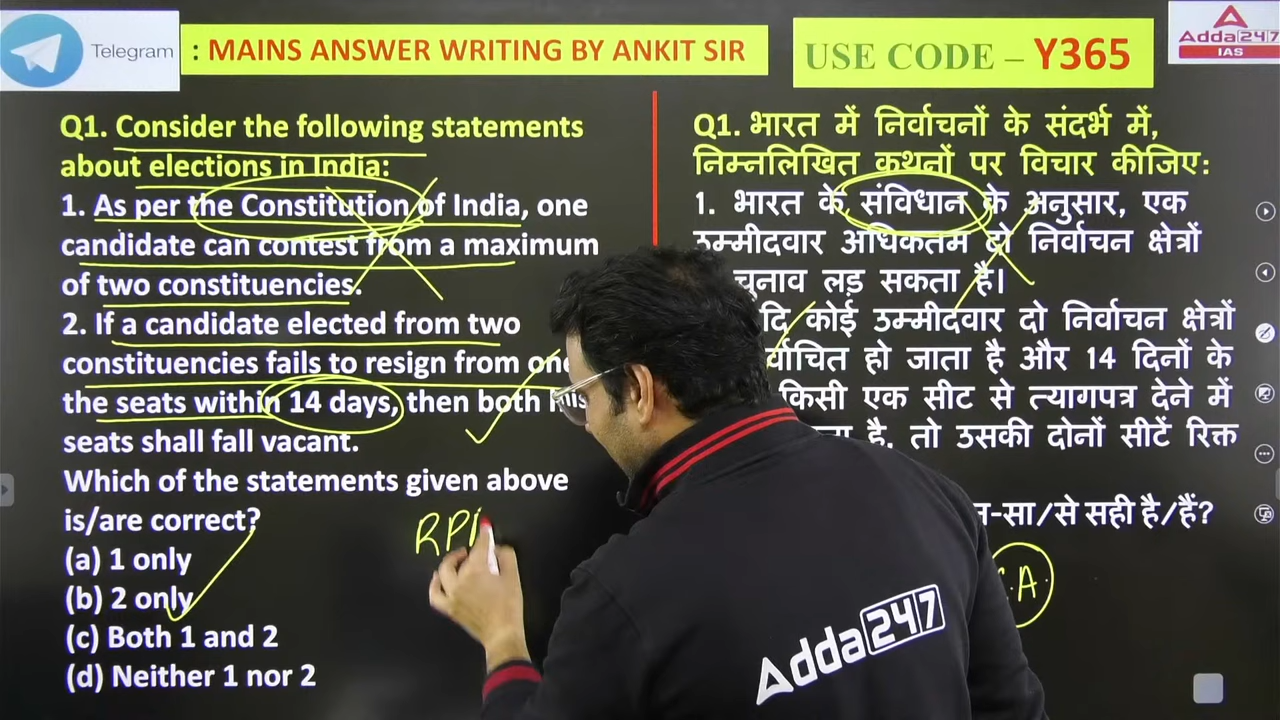 Telegram
: MAINS ANSWER WRITING BY ANKIT SIR
USE CODE – Y365
Adda247
IAS
Q1. Consider the following statements
about elections in India:
1. As per the Constitution of India, one
candidate can contest from a maximum
of two constituencies.
2. If a candidate elected from two
constituencies fails to resign from one
the seats within 14 days, then both his
seats shall fall vacant.
Which of the statements given above
is/are correct?
(a) 1 only
(b) 2 only
(c) Both 1 and 2
(d) Neither 1 nor 2
RP
Q1. भारत में निर्वाचनों के संदर्भ में,
निम्नलिखित कथनों पर विचार कीजिए:
1. भारत के संविधान के अनुसार, एक
उम्मीदवार अधिकतम दो निर्वाचन क्षेत्रों
चुनाव लड़ सकता है।
कोई उम्मीदवार दो निर्वाचन क्षेत्रों
हो जाता है और 14 दिनों के
किसी एक सीट से त्यागपत्र देने में
है, तो उसकी दोनों सीटें रिक्त
न-सा/से सही है/हैं?
A.
Adda247